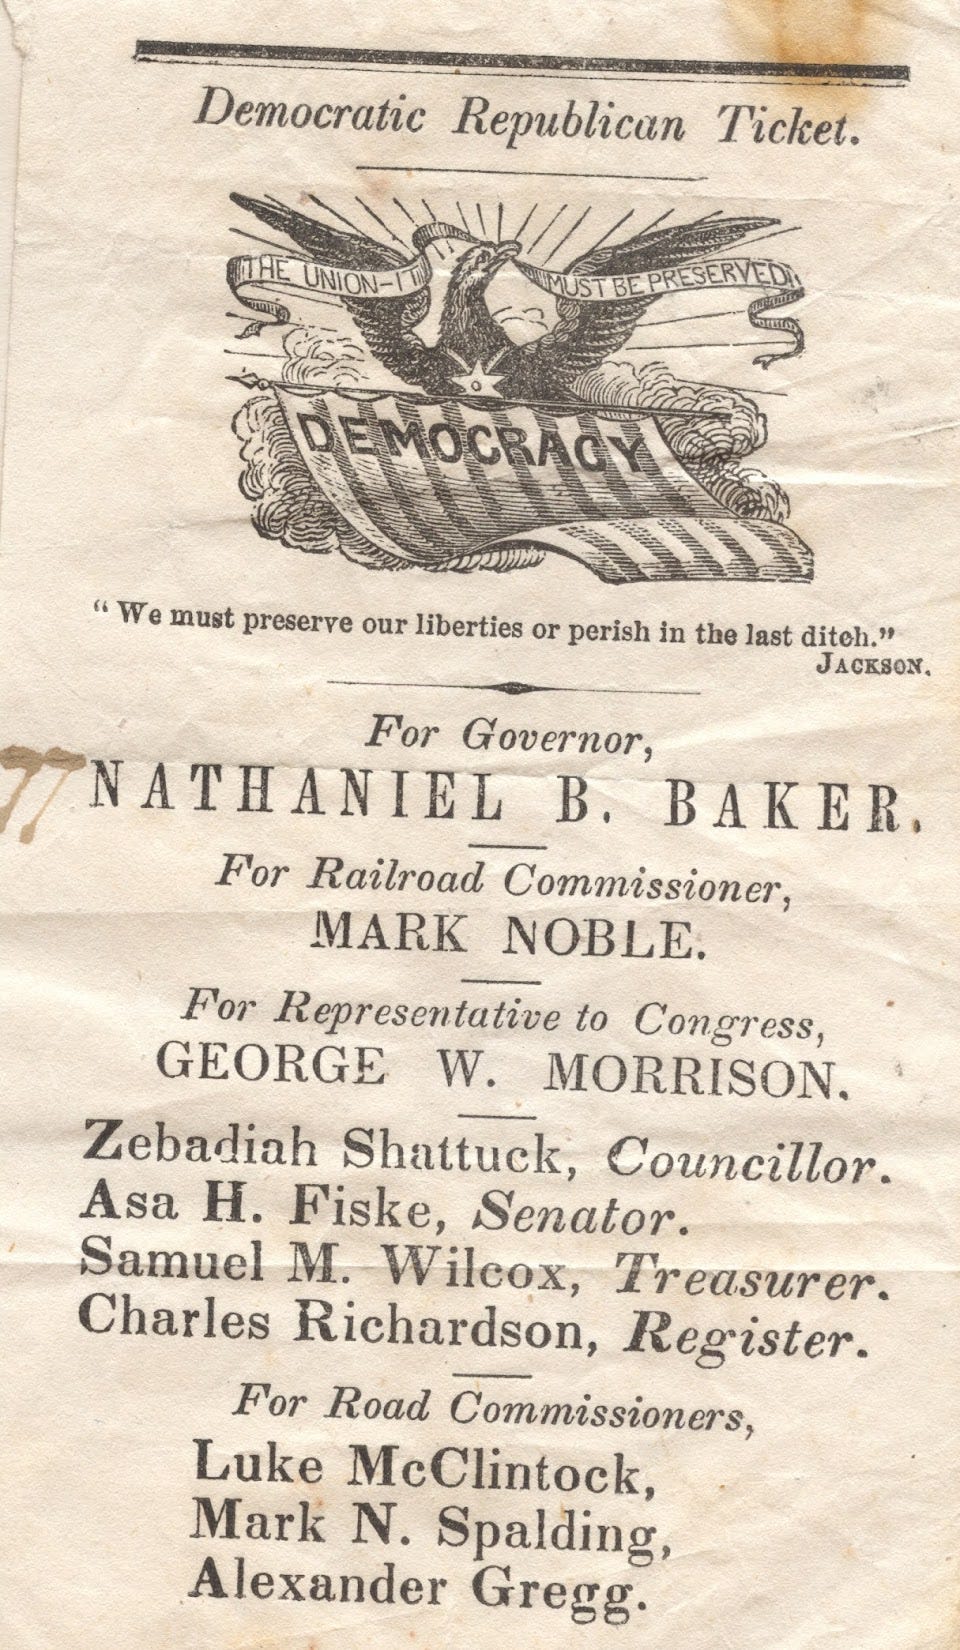 Democratic Republican Ticket.
THE UNION-IT MUST BE PRESERVED
DEMOCRACY
"We must preserve our liberties or perish in the last ditch."
JACKSON.
For Governor,
NATHANIEL B. BAKER.
For Railroad Commissioner,
MARK NOBLE.
For Representative to Congress,
GEORGE W. MORRISON.
Zebadiah Shattuck, Councillor.
Asa H. Fiske, Senator.
Samuel M. Wilcox, Treasurer.
Charles Richardson, Register.
For Road Commissioners,
Luke McClintock,
Mark N. Spalding,
Alexander Gregg.